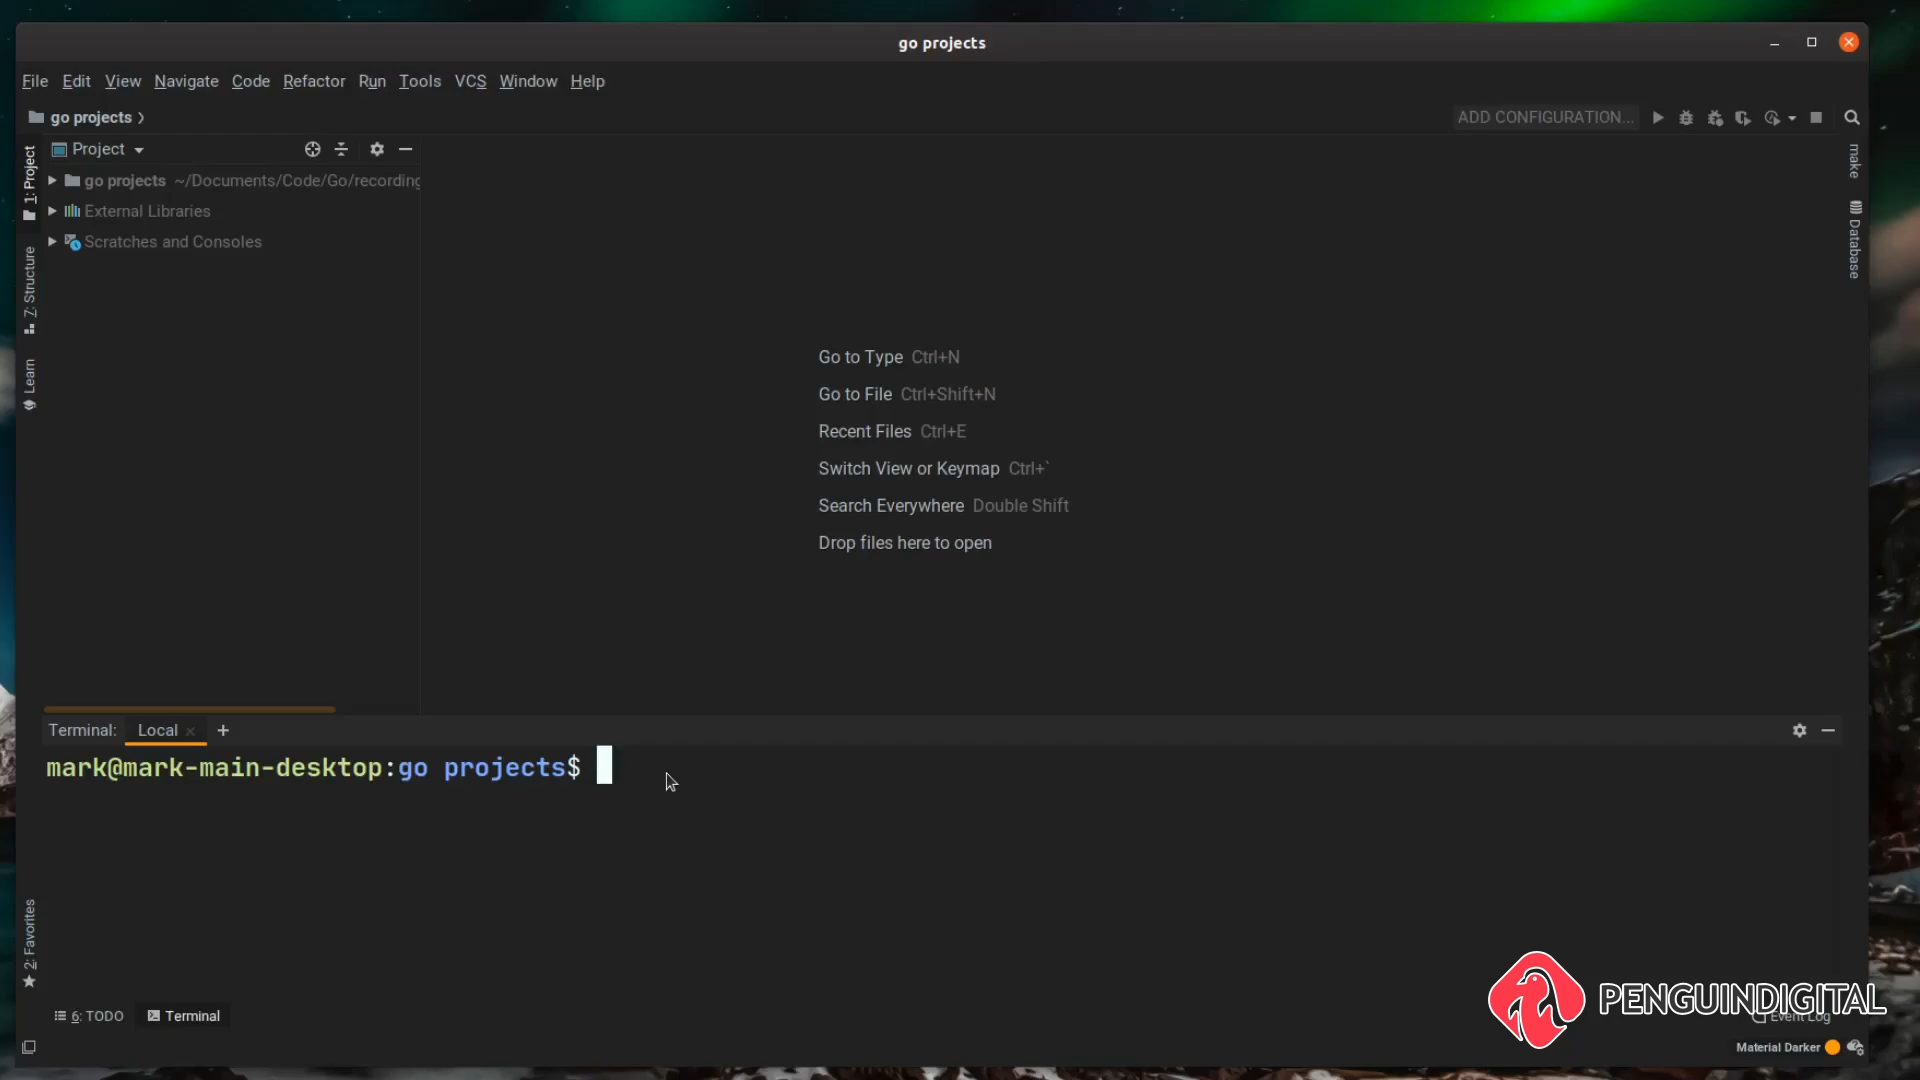 go projects
File Edit View Navigate Code Refactor Run Tools VCS Window Help
go projects
ADD CONFIGURATION...
Project
go projects ~/Documents/Code/Go/recording
External Libraries
Scratches and Consoles
1: Project
7: Structure
Learn
2: Favorites
make
Database
Go to Type Ctrl+N
Go to File Ctrl+Shift+N
Recent Files Ctrl+E
Switch View or Keymap Ctrl+`
Search Everywhere Double Shift
Drop files here to open
Terminal: Local
mark@mark-main-desktop:go projects$
6: TODO Terminal
PENGUINDIGITAL
Event Log
Material Darker